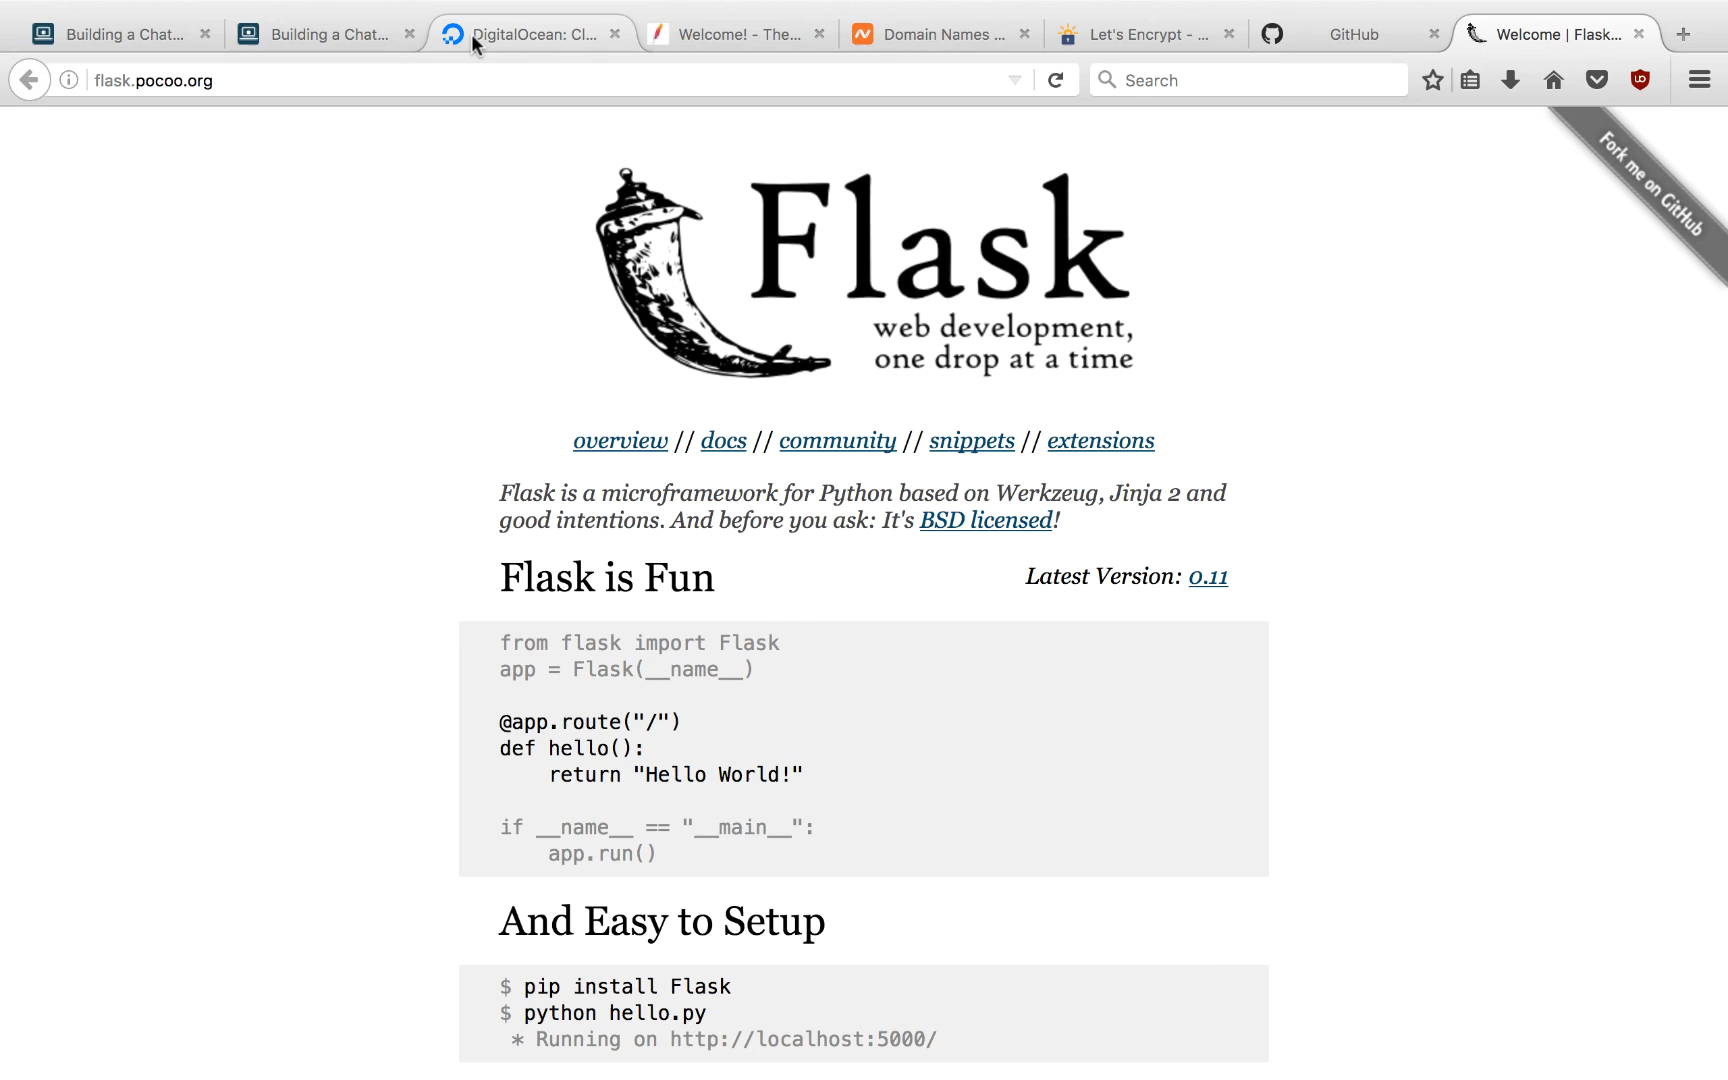 Building a Chat...
Building a Chat...
DigitalOcean: Cl...
Welcome! - The...
Domain Names ...
Let's Encrypt - ...
GitHub
Welcome | Flask...
flask.pocoo.org
Search
Fork me on GitHub
Flask
web development,
one drop at a time
overview // docs // community // snippets // extensions
Flask is a microframework for Python based on Werkzeug, Jinja 2 and
good intentions. And before you ask: It's BSD licensed!
Flask is Fun
Latest Version: 0.11
from flask import Flask
app = Flask(__name__)
@app.route("/")
def hello():
    return "Hello World!"
if __name__ == "__main__":
    app.run()
And Easy to Setup
$ pip install Flask
$ python hello.py
 * Running on http://localhost:5000/